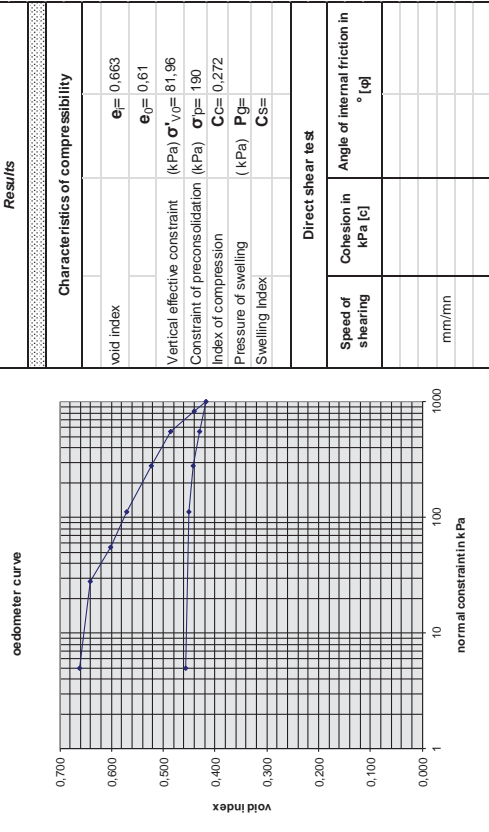 oedometer curve
void index
0,700
0,600
0,500
0,400
0,300
0,200
0,100
0,000
1
10
100
1000
normal constraint in kPa
Results
Characteristics of compressibility
void index
ei= 0,663
e0= 0,61
Vertical effective constraint (kPa) σ'V0= 81,96
Constraint of preconsolidation (kPa) σ'p= 190
Index of compression Cc= 0,272
Pressure of swelling ( kPa) Pg=
Swelling Index Cs=
Direct shear test
Speed of shearing
Cohesion in kPa [c]
Angle of internal friction in ° [φ]
mm/mn